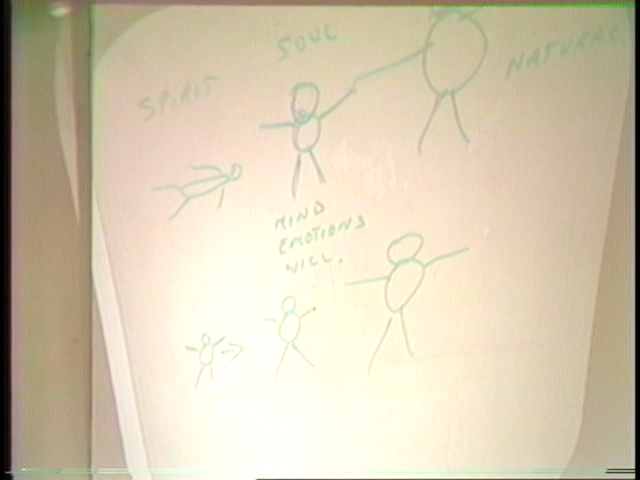 SPIRIT
SOUL
NATURAL
MIND
EMOTIONS
WILL.